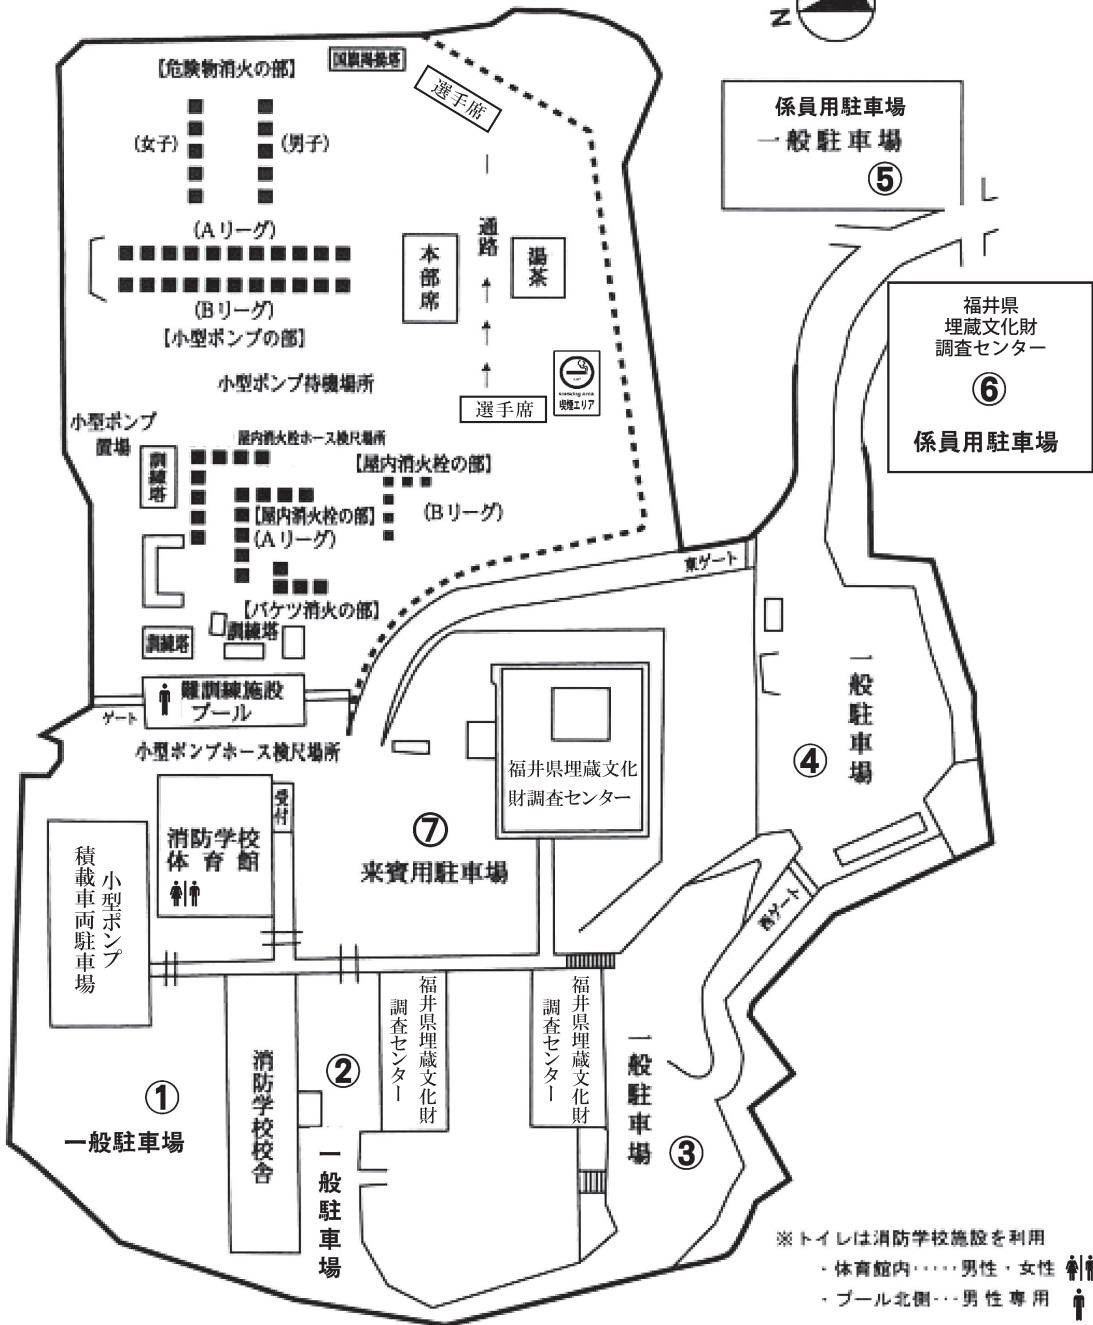 N
国旗掲揚塔
【危険物消火の部】
選手席
(女子)
(男子)
係員用駐車場
一般駐車場
⑤
(Aリーグ)
(Bリーグ)
【小型ポンプの部】
本部席
通路
湯茶
福井県
埋蔵文化財
調査センター
⑥
係員用駐車場
小型ポンプ待機場所
選手席
smoking area
喫煙エリア
小型ポンプ
置場
訓練塔
屋内消火栓ホース検尺場所
【屋内消火栓の部】
(Bリーグ)
【屋内消火栓の部】
(Aリーグ)
【バケツ消火の部】
訓練塔
訓練塔
東ゲート
難訓練施設
プール
ゲート
小型ポンプホース検尺場所
一般駐車場
④
福井県埋蔵文化
財調査センター
受付
消防学校
体育館
⑦
来賓用駐車場
小型ポンプ
積載車両駐車場
西ゲート
福井県埋蔵文化財
調査センター
福井県埋蔵文化財
調査センター
一般駐車場
③
消防学校校舎
②
一般駐車場
①
一般駐車場
※トイレは消防学校施設を利用
・体育館内‥‥‥男性・女性
・プール北側‥‥男性専用